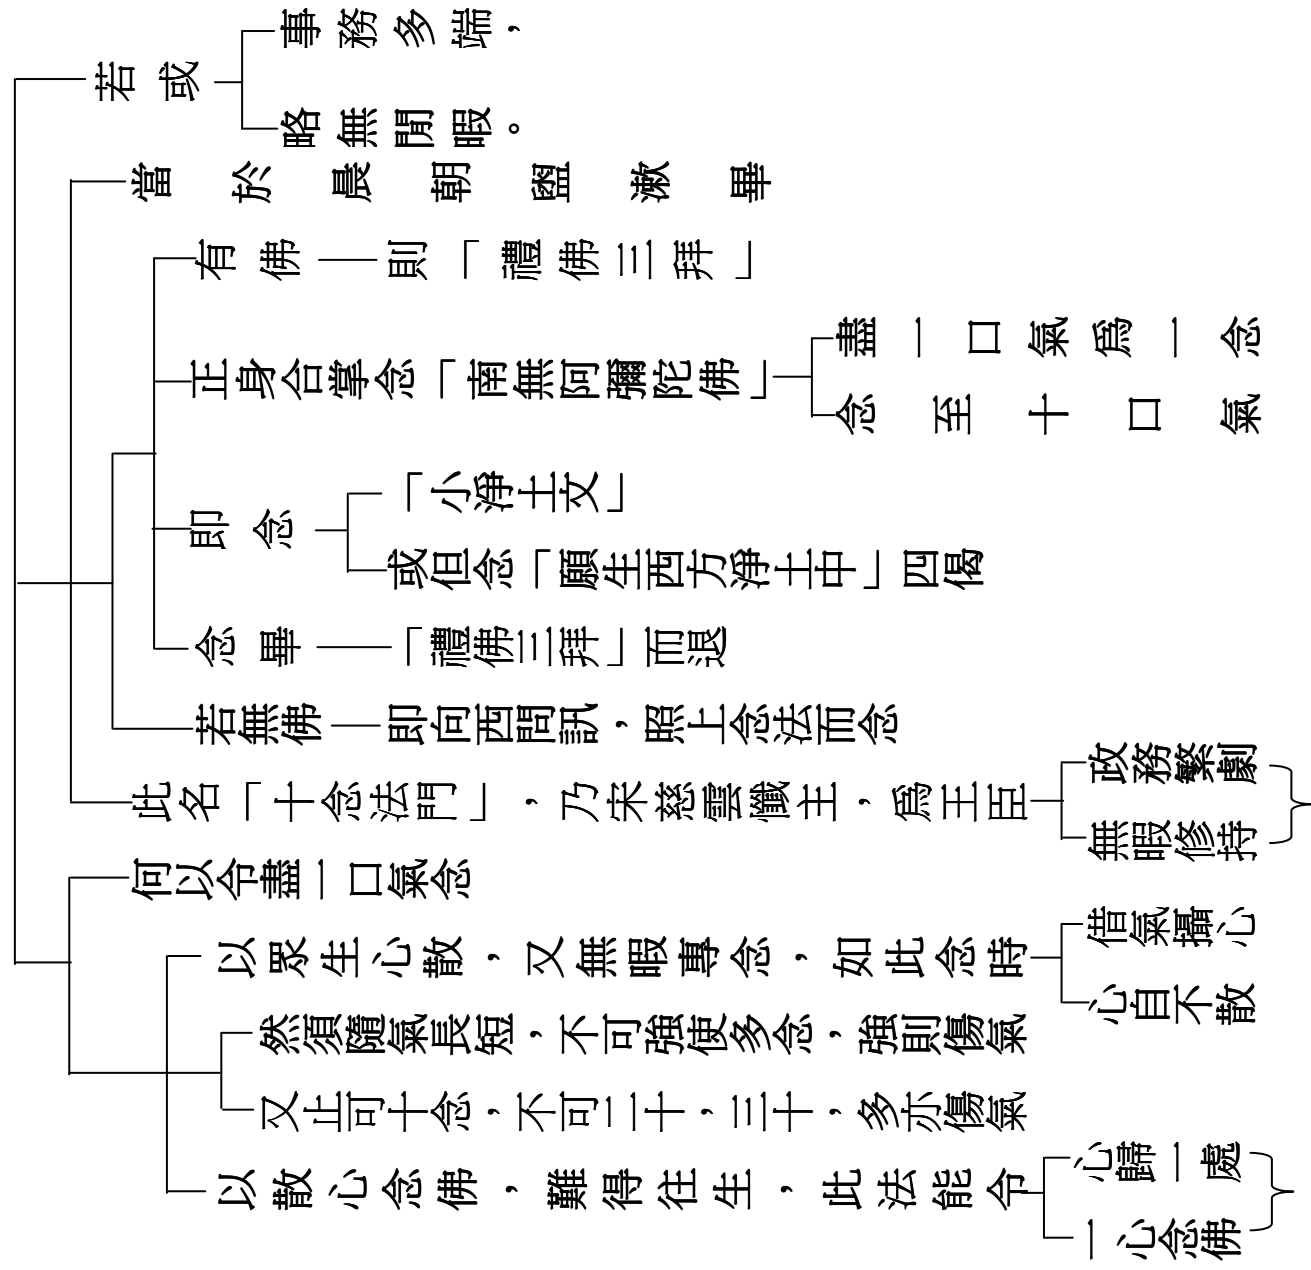 若或
事務多端，
略無閒暇。
當於晨朝盥漱畢
有佛
則「禮佛三拜」
正身合掌念「南無阿彌陀佛」
盡一口氣爲一念
念至十口氣
即念
「小淨土文」
或但念「願生西方淨土中」四偈
念畢
「禮佛三拜」而退
若無佛
即向西問訊，照上念法而念
此名「十念法門」，乃宋慈雲懺主，爲王臣
政務繁劇
無暇修持
何以令盡一口氣念
以眾生心散，又無暇專念，如此念時
借氣攝心
心自不散
然須隨氣長短，不可強使多念，強則傷氣
又止可十念，不可二十，三十，多亦傷氣
以散心念佛，難得往生，此法能令
心歸一處
一心念佛